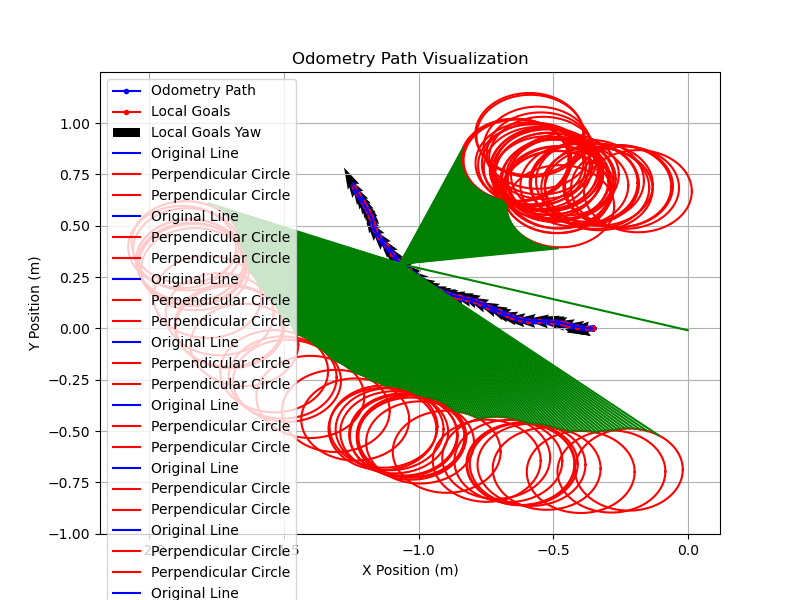 Odometry Path Visualization
Odometry Path
Local Goals
Local Goals Yaw
Original Line
Perpendicular Circle
Perpendicular Circle
Original Line
Perpendicular Circle
Perpendicular Circle
Original Line
Perpendicular Circle
Perpendicular Circle
Original Line
Perpendicular Circle
Perpendicular Circle
Original Line
Perpendicular Circle
Perpendicular Circle
Original Line
Perpendicular Circle
Perpendicular Circle
Original Line
Perpendicular Circle
Perpendicular Circle
Original Line
Y Position (m)
1.00
0.75
0.50
0.25
0.00
−0.25
−0.50
−0.75
−1.00
−1.0
−0.5
0.0
X Position (m)